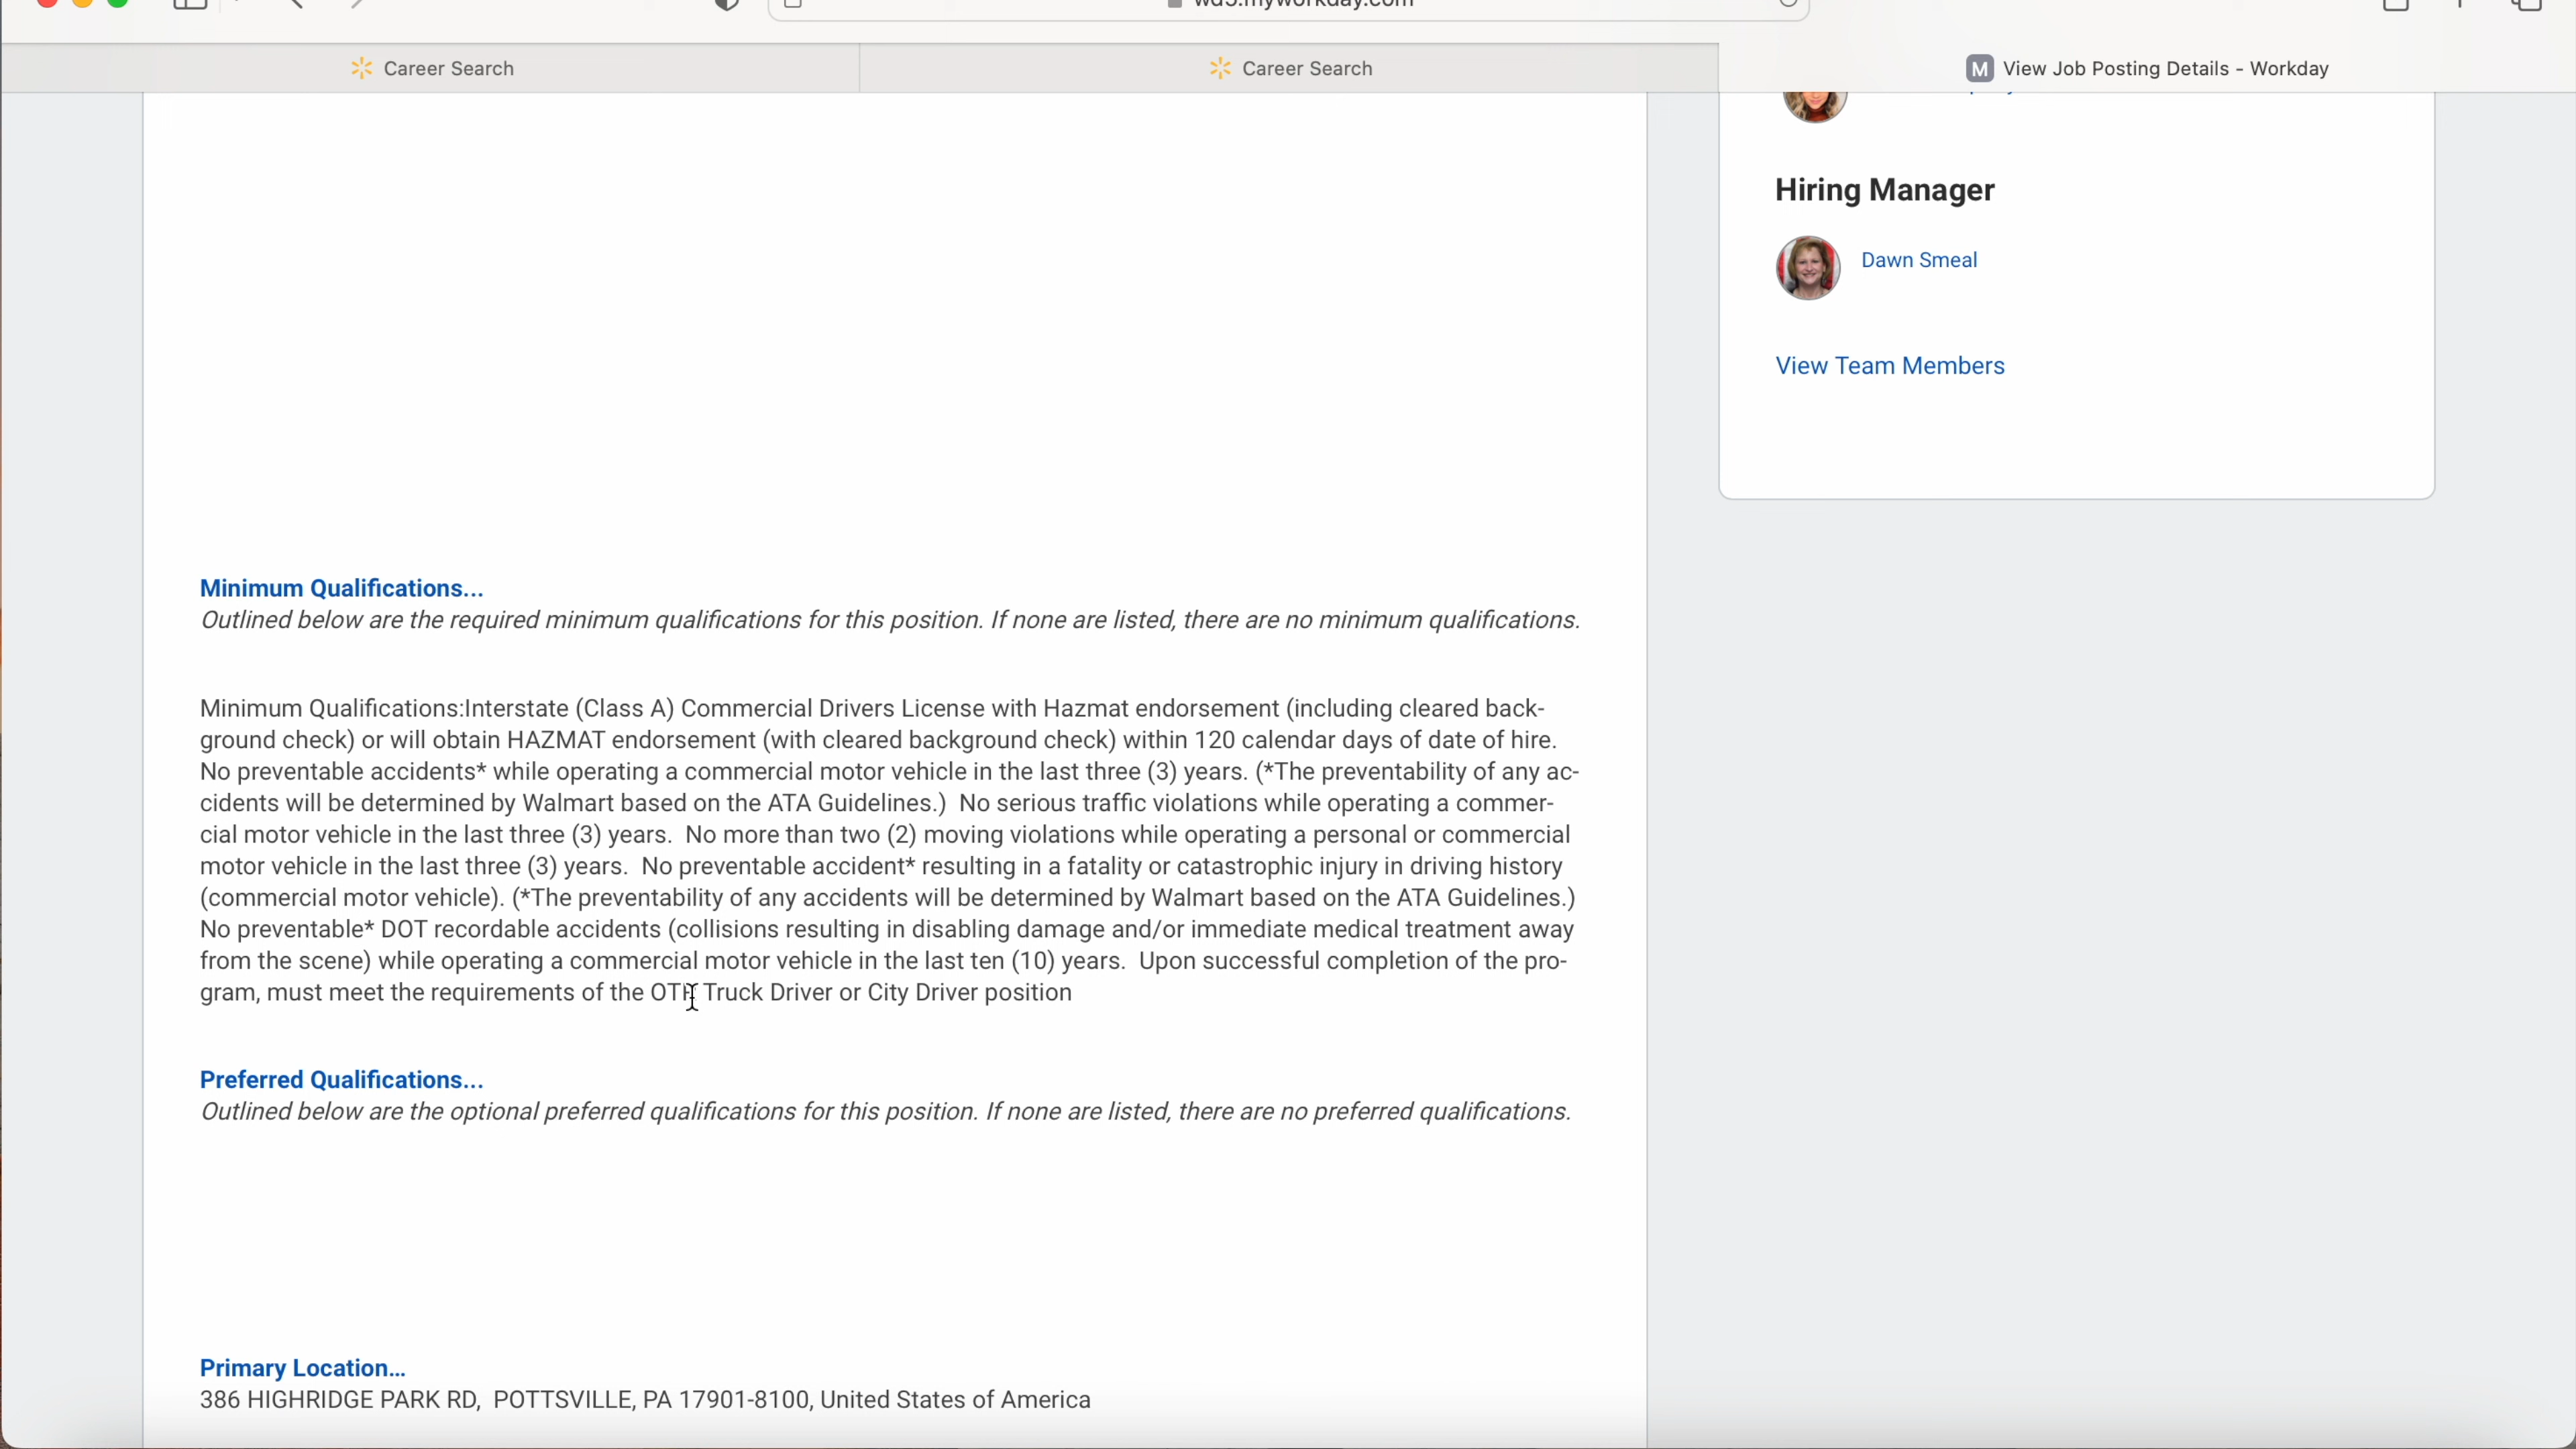 Career Search
Career Search
M View Job Posting Details - Workday
Hiring Manager
Dawn Smeal
View Team Members
Minimum Qualifications...
Outlined below are the required minimum qualifications for this position. If none are listed, there are no minimum qualifications.
Minimum Qualifications:Interstate (Class A) Commercial Drivers License with Hazmat endorsement (including cleared back-
ground check) or will obtain HAZMAT endorsement (with cleared background check) within 120 calendar days of date of hire.
No preventable accidents* while operating a commercial motor vehicle in the last three (3) years. (*The preventability of any ac-
cidents will be determined by Walmart based on the ATA Guidelines.)  No serious traffic violations while operating a commer-
cial motor vehicle in the last three (3) years.  No more than two (2) moving violations while operating a personal or commercial
motor vehicle in the last three (3) years.  No preventable accident* resulting in a fatality or catastrophic injury in driving history
(commercial motor vehicle). (*The preventability of any accidents will be determined by Walmart based on the ATA Guidelines.)
No preventable* DOT recordable accidents (collisions resulting in disabling damage and/or immediate medical treatment away
from the scene) while operating a commercial motor vehicle in the last ten (10) years.  Upon successful completion of the pro-
gram, must meet the requirements of the Truck Driver or City Driver position
Preferred Qualifications...
Outlined below are the optional preferred qualifications for this position. If none are listed, there are no preferred qualifications.
Primary Location...
386 HIGHRIDGE PARK RD,  POTTSVILLE, PA 17901-8100, United States of America